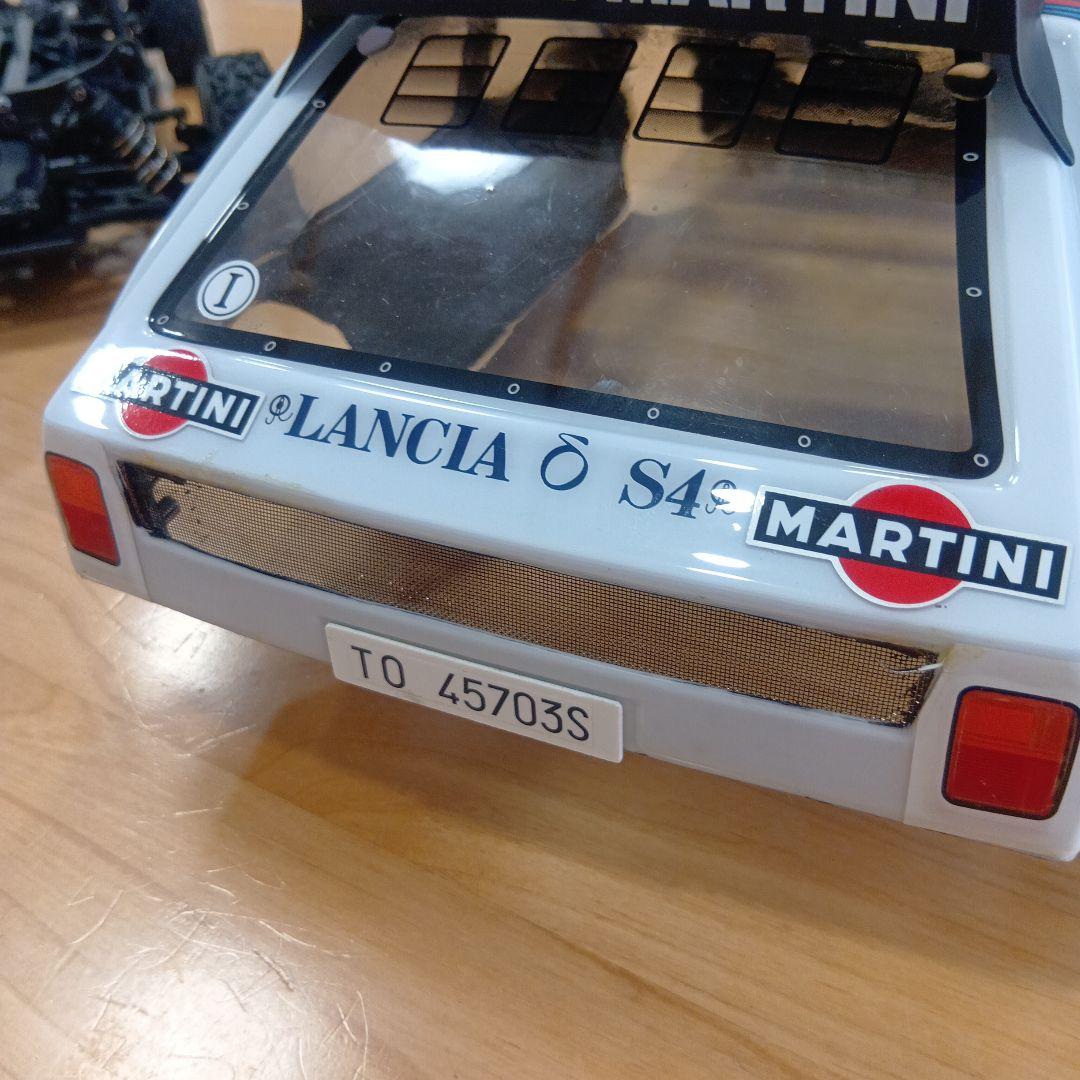 MARTINI
I
MARTINI
LANCIA δ S4
MARTINI
TO 45703S